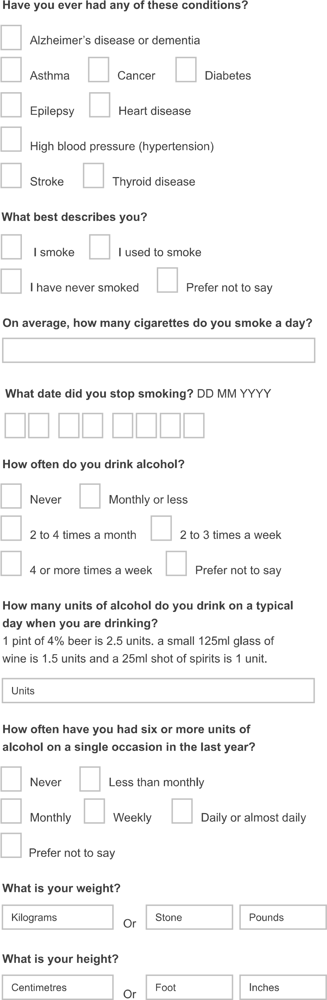 Have you ever had any of these conditions?
Alzheimer’s disease or dementia
Asthma Cancer Diabetes
Epilepsy Heart disease
High blood pressure (hypertension)
Stroke Thyroid disease
What best describes you?
I smoke I used to smoke
I have never smoked Prefer not to say
On average, how many cigarettes do you smoke a day?
What date did you stop smoking? DD MM YYYY
How often do you drink alcohol?
Never Monthly or less
2 to 4 times a month 2 to 3 times a week
4 or more times a week Prefer not to say
How many units of alcohol do you drink on a typical
day when you are drinking?
1 pint of 4% beer is 2.5 units. a small 125ml glass of
wine is 1.5 units and a 25ml shot of spirits is 1 unit.
Units
How often have you had six or more units of
alcohol on a single occasion in the last year?
Never Less than monthly
Monthly Weekly Daily or almost daily
Prefer not to say
What is your weight?
Kilograms Or Stone Pounds
What is your height?
Centimetres Or Foot Inches